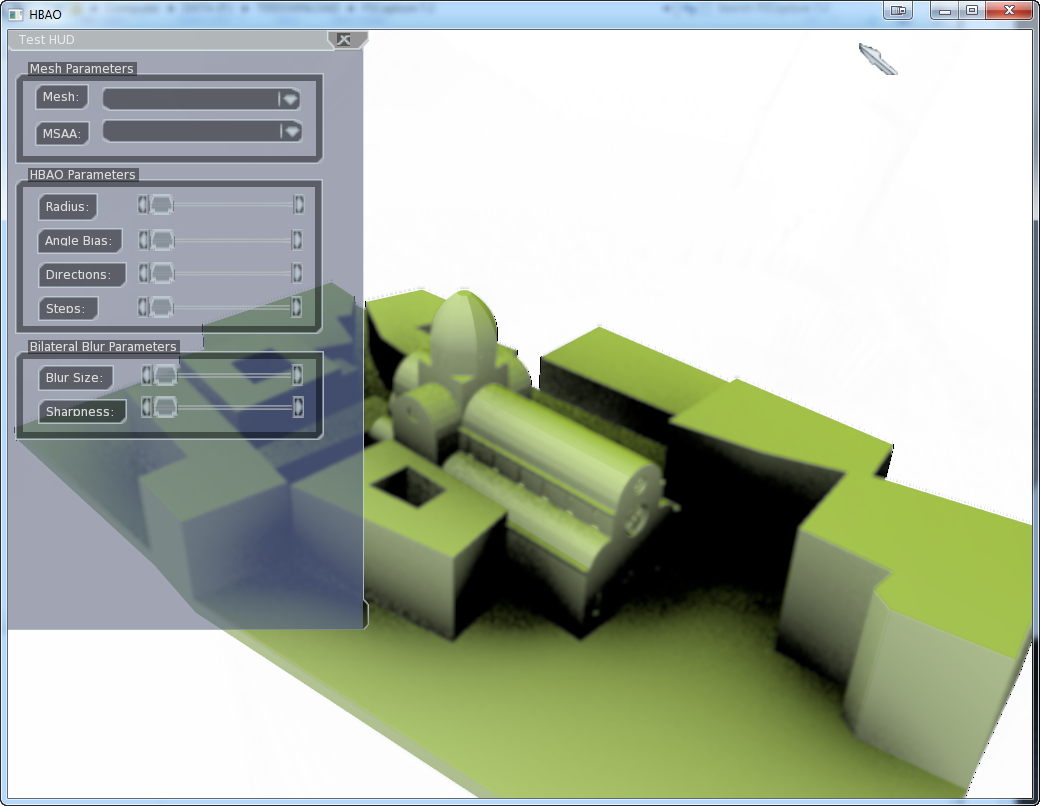 HBAO
Test HUD
Mesh Parameters
Mesh:
MSAA:
HBAO Parameters
Radius:
Angle Bias:
Directions:
Steps:
Bilateral Blur Parameters
Blur Size:
Sharpness: